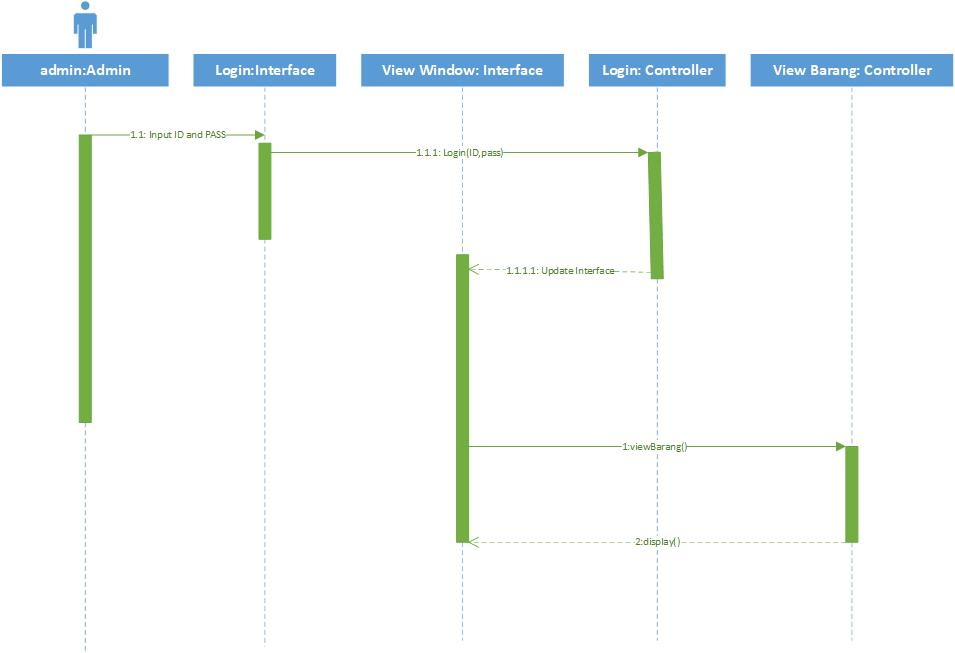 admin:Admin
Login:Interface
View Window: Interface
Login: Controller
View Barang: Controller
1.1: Input ID and PASS
1.1.1: Login(ID,pass)
1.1.1.1: Update Interface
1:viewBarang()
2:display()